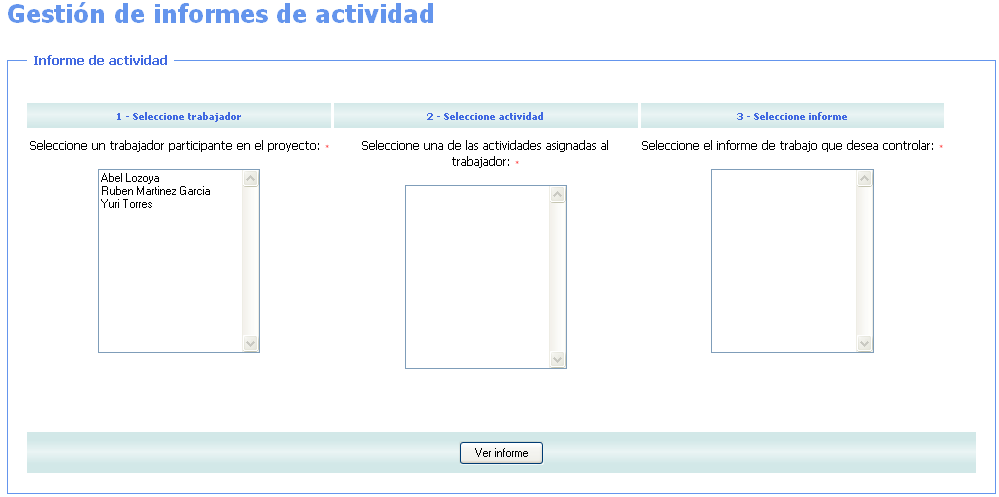 Gestión de informes de actividad
Informe de actividad
1 - Seleccione trabajador
2 - Seleccione actividad
3 - Seleccione informe
Seleccione un trabajador participante en el proyecto: *
Seleccione una de las actividades asignadas al
trabajador: *
Seleccione el informe de trabajo que desea controlar: *
Abel Lozoya
Ruben Martinez Garcia
Yuri Torres
Ver informe